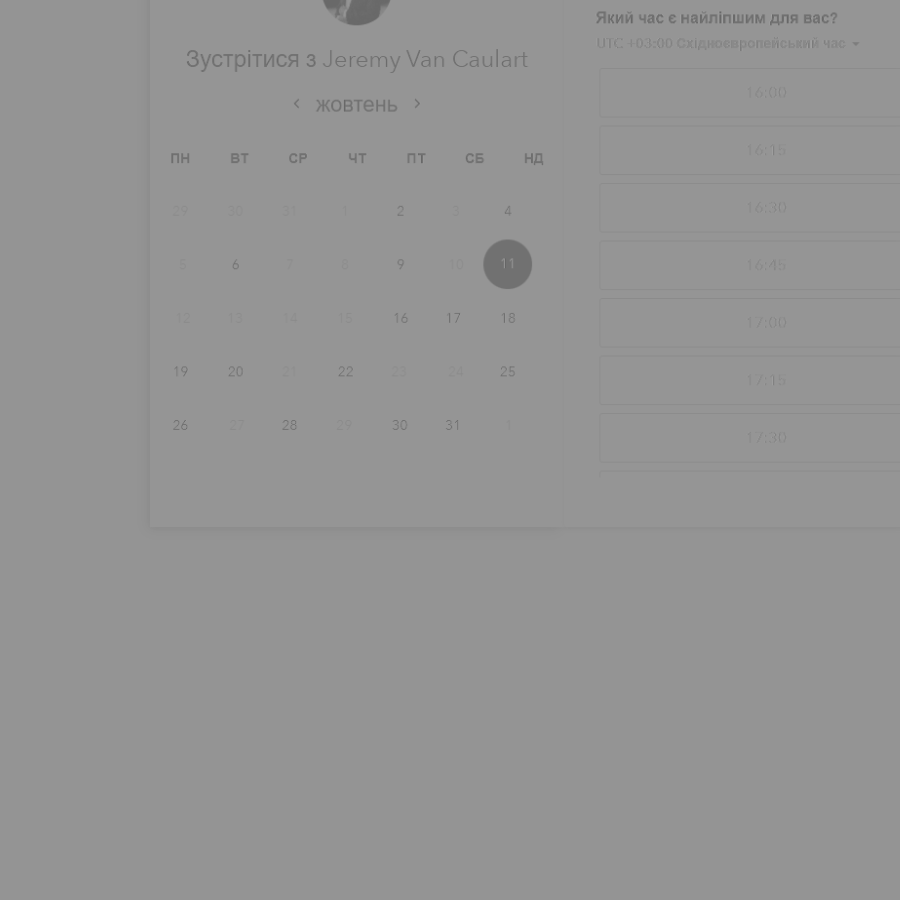 Зустрітися з Jeremy Van Caulart
жовтень
ПН ВТ СР ЧТ ПТ СБ НД
29 30 31 1 2 3 4
5 6 7 8 9 10 11
12 13 14 15 16 17 18
19 20 21 22 23 24 25
26 27 28 29 30 31 1
Який час є найліпшим для вас?
UTC +03:00 Східноєвропейський час
16:00
16:15
16:30
16:45
17:00
17:15
17:30